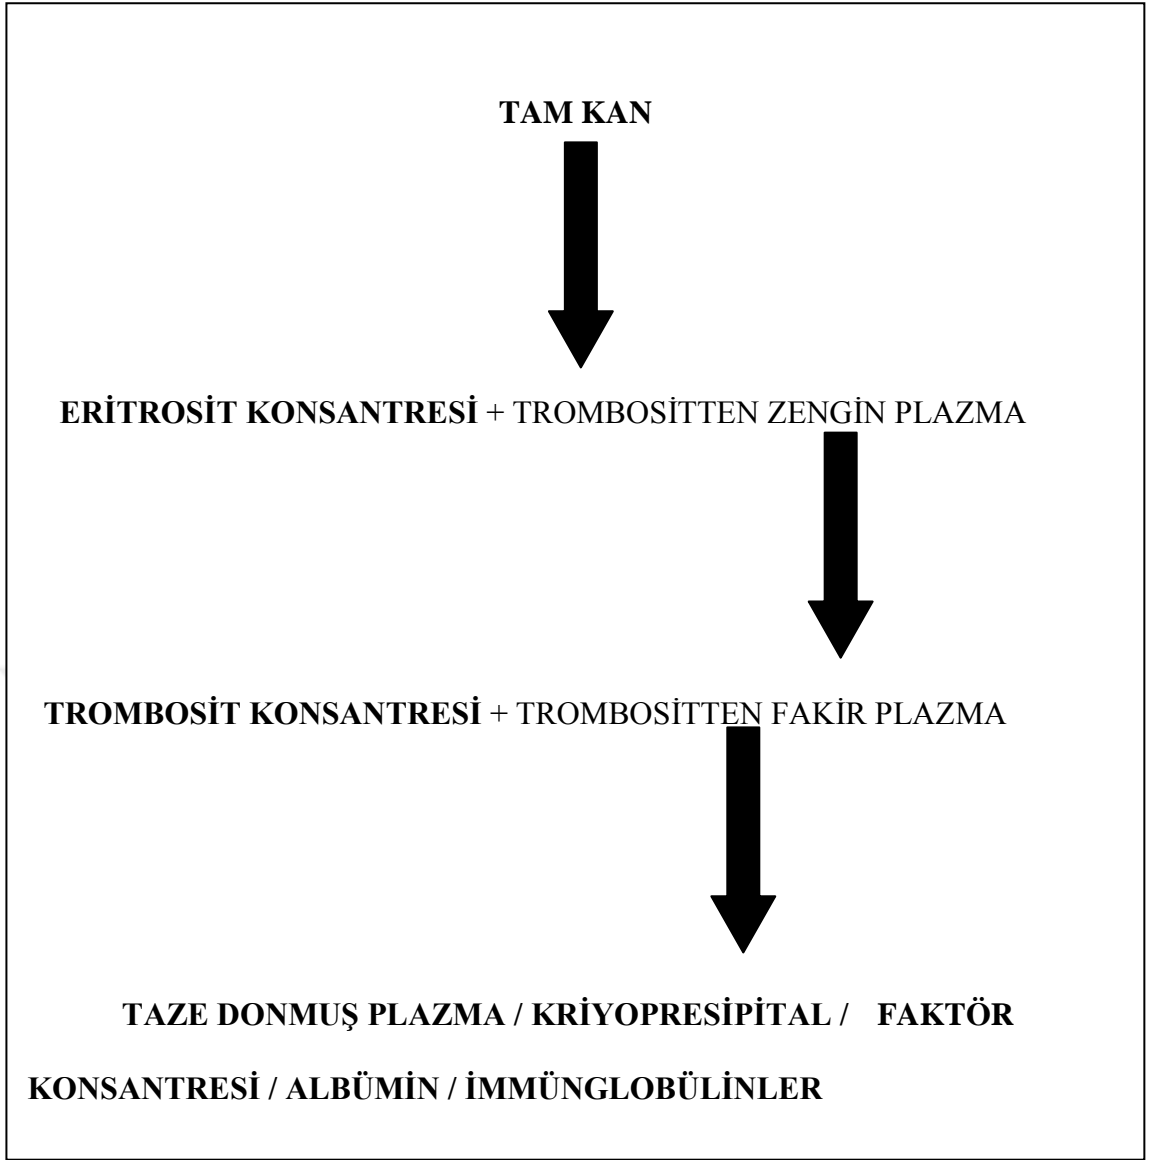 TAM KAN
ERİTROSİT KONSANTRESİ + TROMBOSİTTEN ZENGİN PLAZMA
TROMBOSİT KONSANTRESİ + TROMBOSİTTEN FAKİR PLAZMA
TAZE DONMUŞ PLAZMA / KRİYOPRESİPİTAL / FAKTÖR
KONSANTRESİ / ALBÜMİN / İMMÜNGLOBÜLİNLER